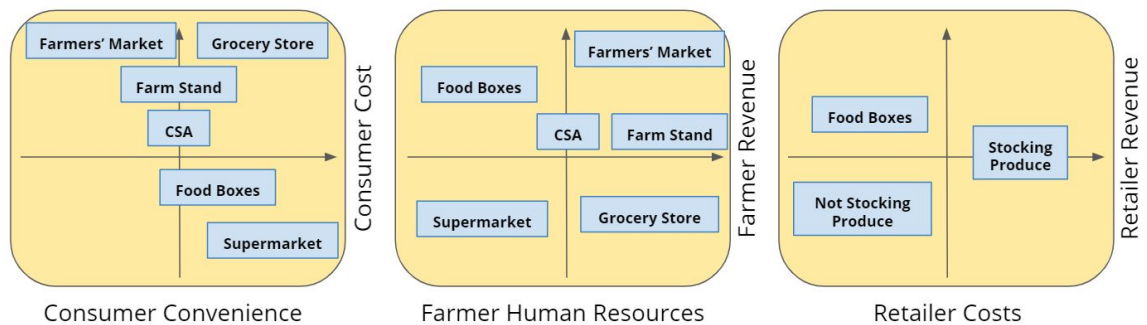 Farmers’ Market
Grocery Store
Farm Stand
CSA
Food Boxes
Supermarket
Consumer Cost
Consumer Convenience
Farmers’ Market
Food Boxes
CSA
Farm Stand
Supermarket
Grocery Store
Farmer Revenue
Farmer Human Resources
Food Boxes
Stocking
Produce
Not Stocking
Produce
Retailer Revenue
Retailer Costs